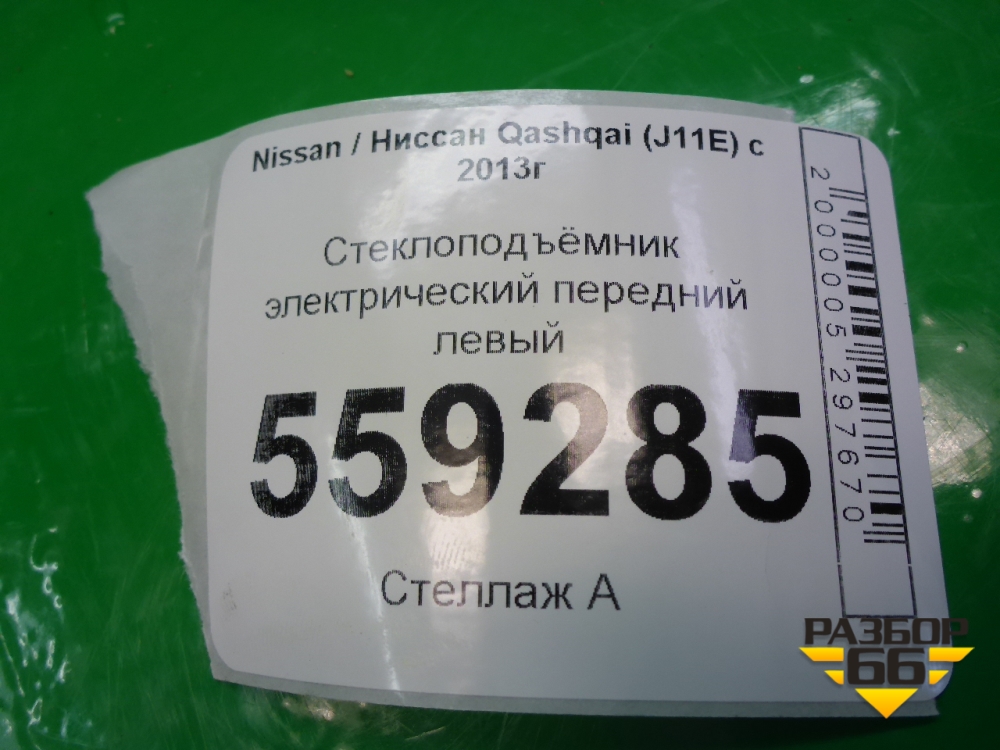 Nissan / Ниссан Qashqai (J11E) с
2013г
Стеклоподъёмник
электрический передний
левый
559285
Стеллаж А
2000005297670
РАЗБОР
66